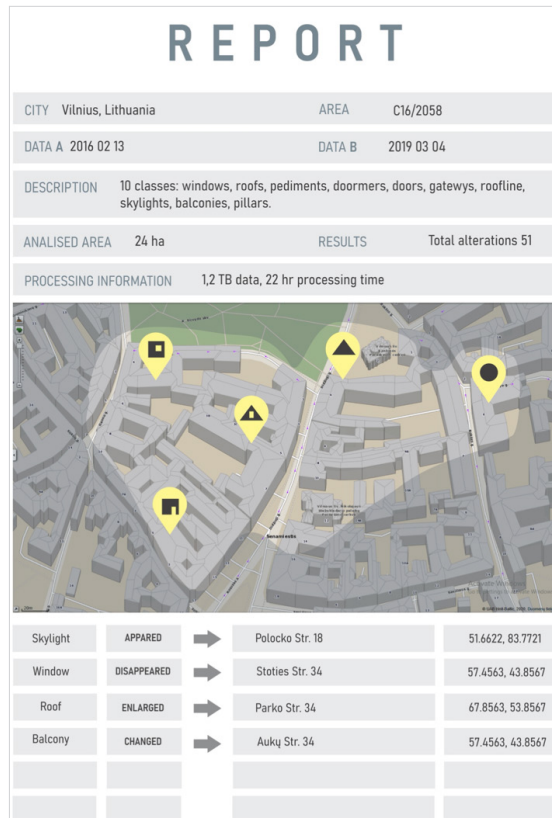 REPORT
CITY Vilnius, Lithuania AREA C16/2058
DATA A 2016 02 13 DATA B 2019 03 04
DESCRIPTION 10 classes: windows, roofs, pediments, doormers, doors, gatewys, roofline,
skylights, balconies, pillars.
ANALISED AREA 24 ha RESULTS Total alterations 51
PROCESSING INFORMATION 1,2 TB data, 22 hr processing time
Senamiestis
Skylight APPARED Polocko Str. 18 51.6622, 83.7721
Window DISAPPEARED Stoties Str. 34 57.4563, 43.8567
Roof ENLARGED Parko Str. 34 67.8563, 53.8567
Balcony CHANGED Aukų Str. 34 57.4563, 43.8567